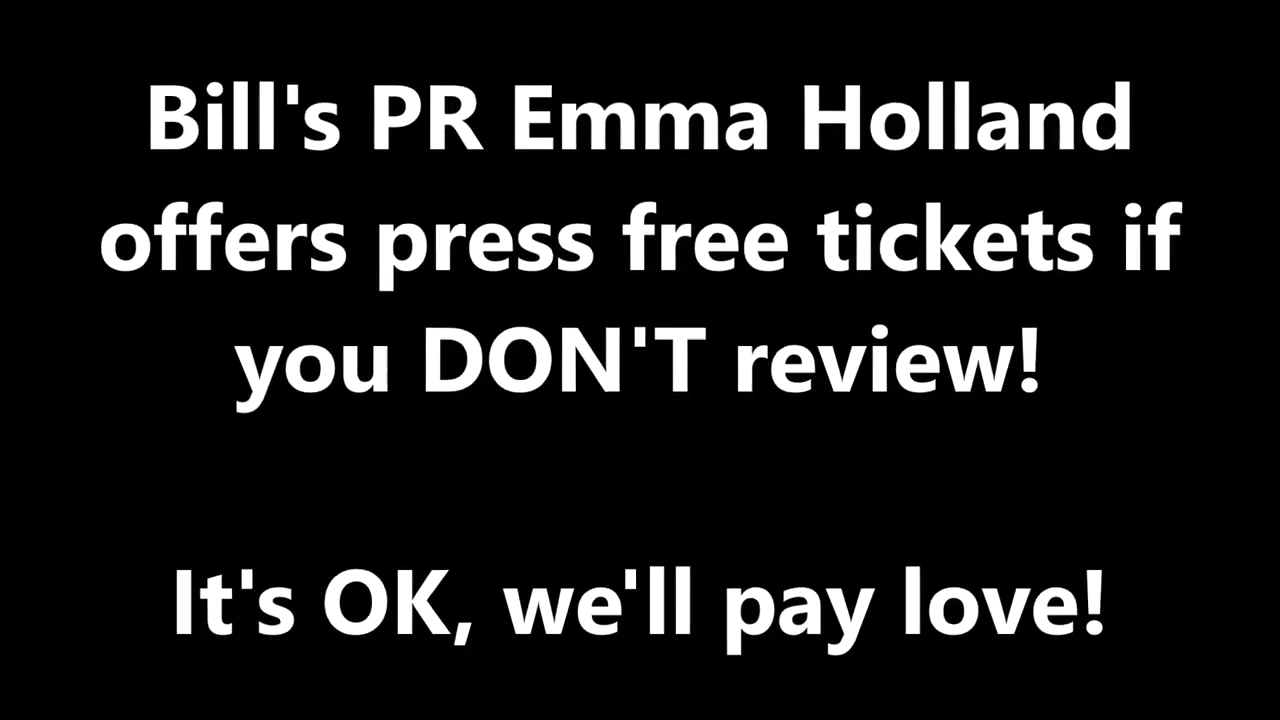 Bill's PR Emma Holland
offers press free tickets if
you DON'T review!
It's OK, we'll pay love!